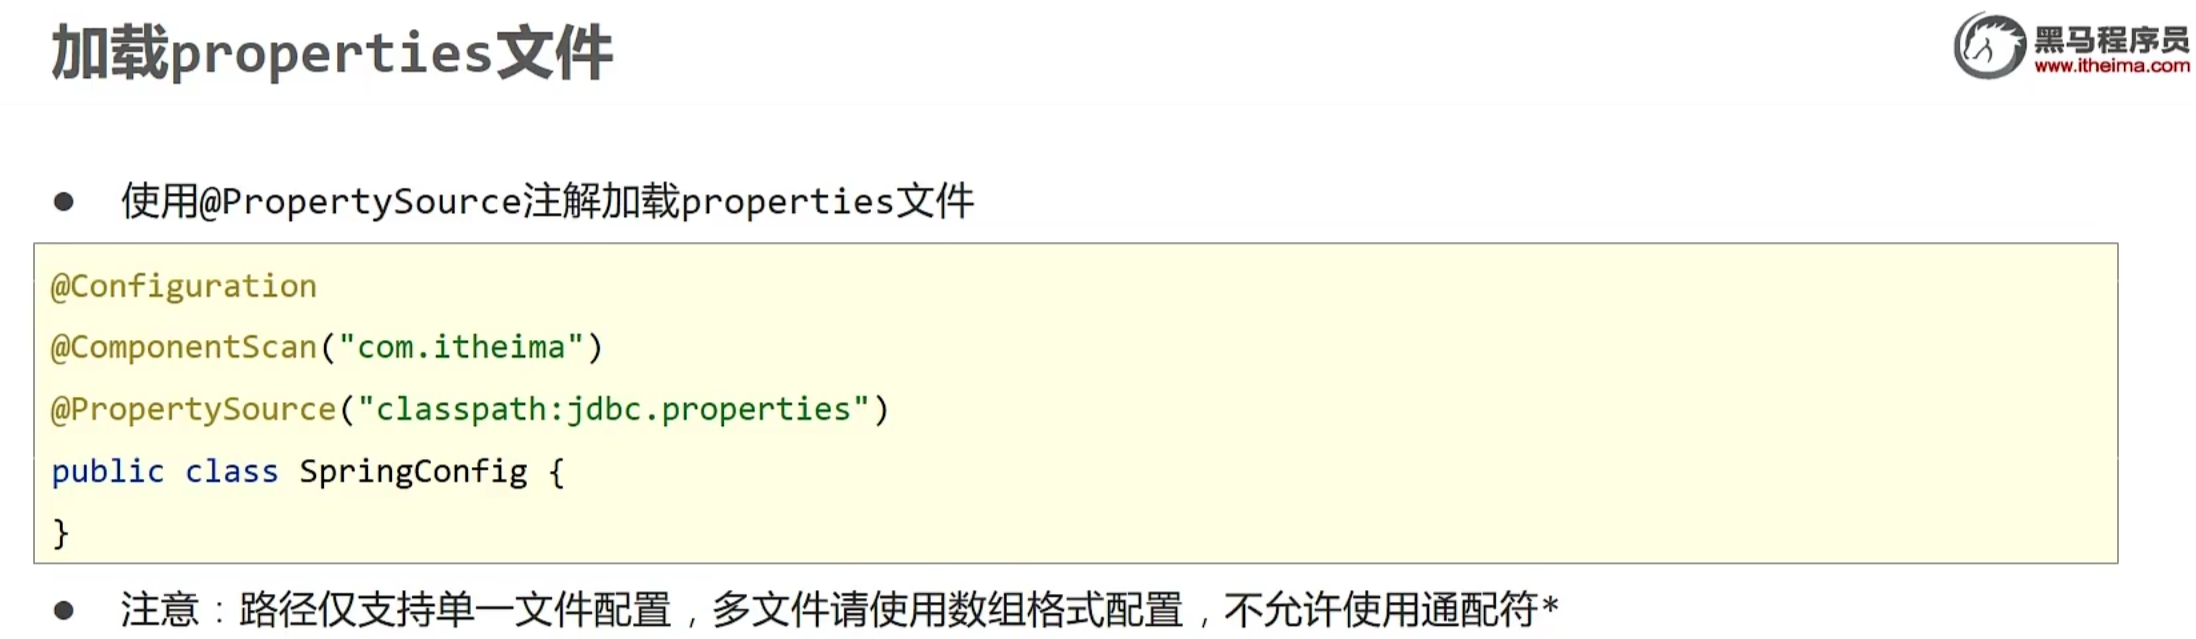 加载properties文件
黑马程序员
www.itheima.com
● 使用@PropertySource注解加载properties文件
@Configuration
@ComponentScan("com.itheima")
@PropertySource("classpath:jdbc.properties")
public class SpringConfig {
}
● 注意：路径仅支持单一文件配置，多文件请使用数组格式配置，不允许使用通配符*